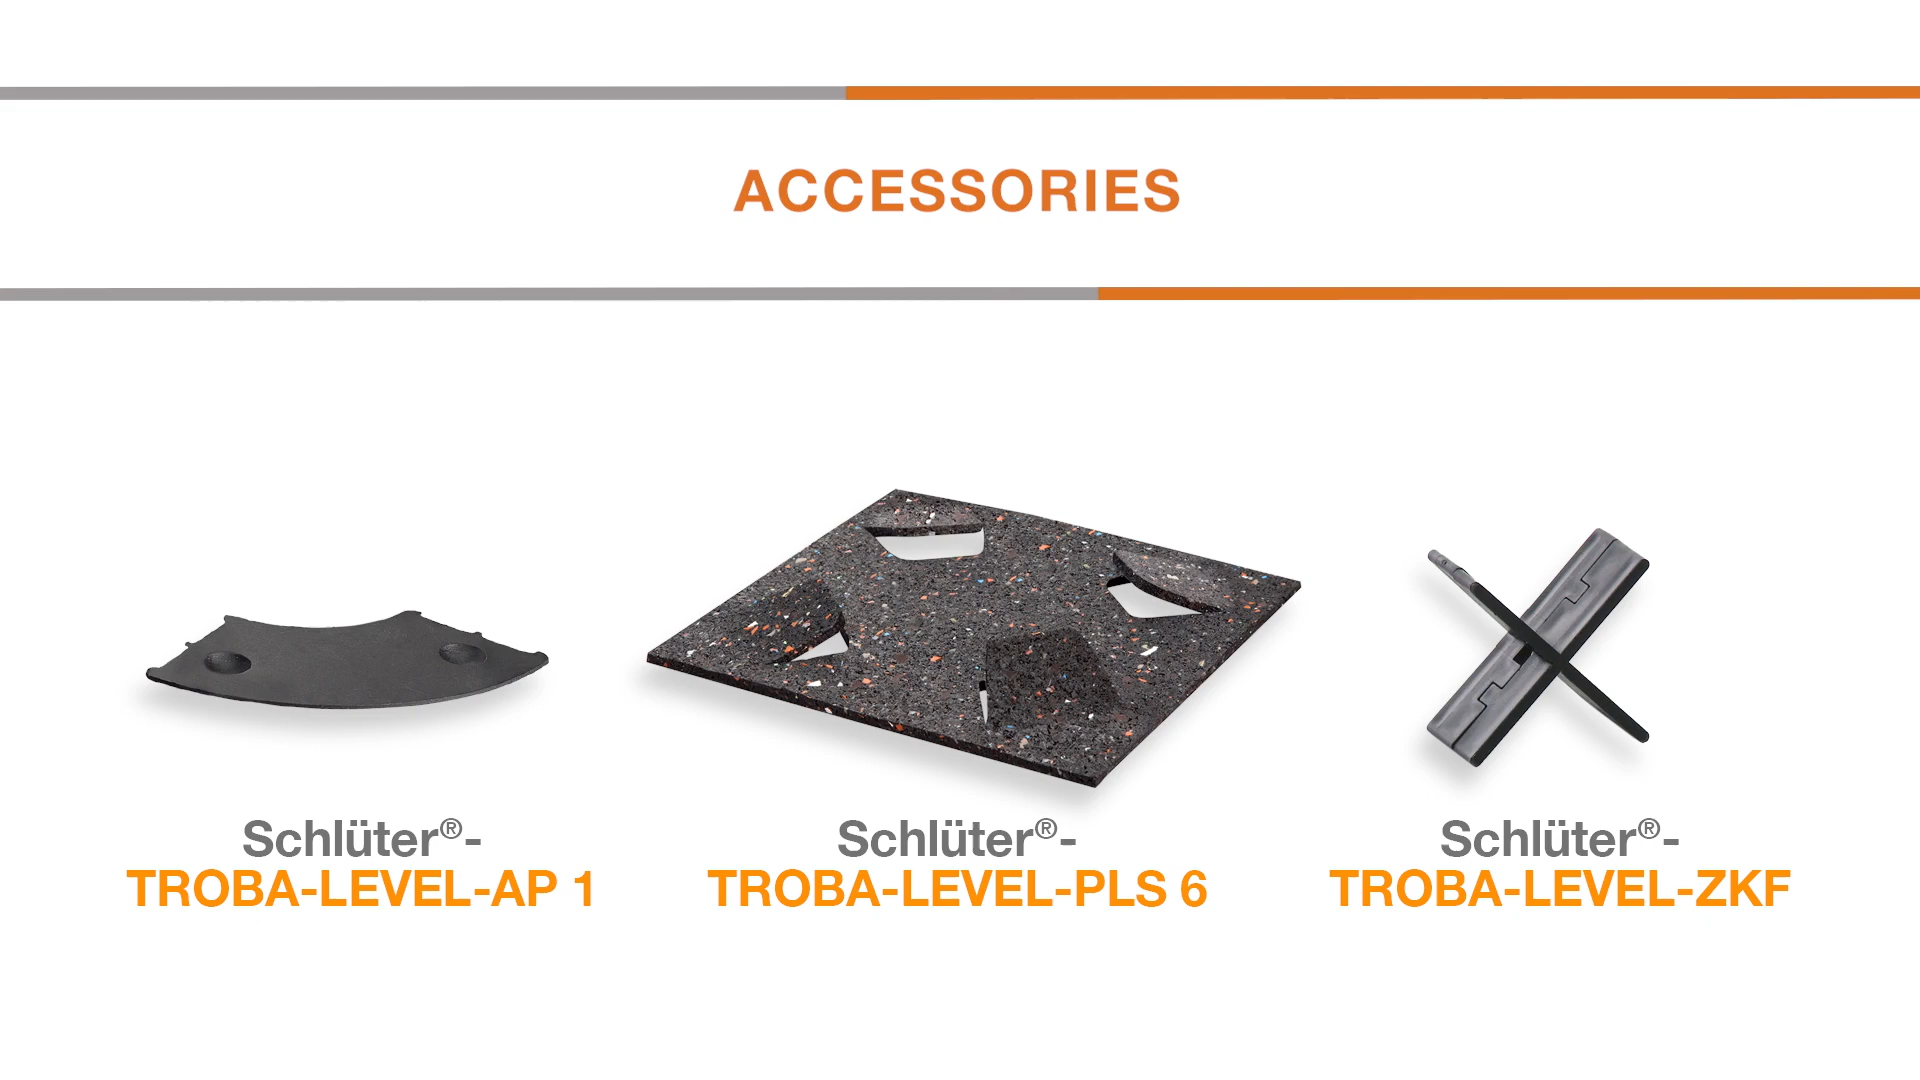 ACCESSORIES
Schlüter®-
TROBA-LEVEL-AP 1
Schlüter®-
TROBA-LEVEL-PLS 6
Schlüter®-
TROBA-LEVEL-ZKF